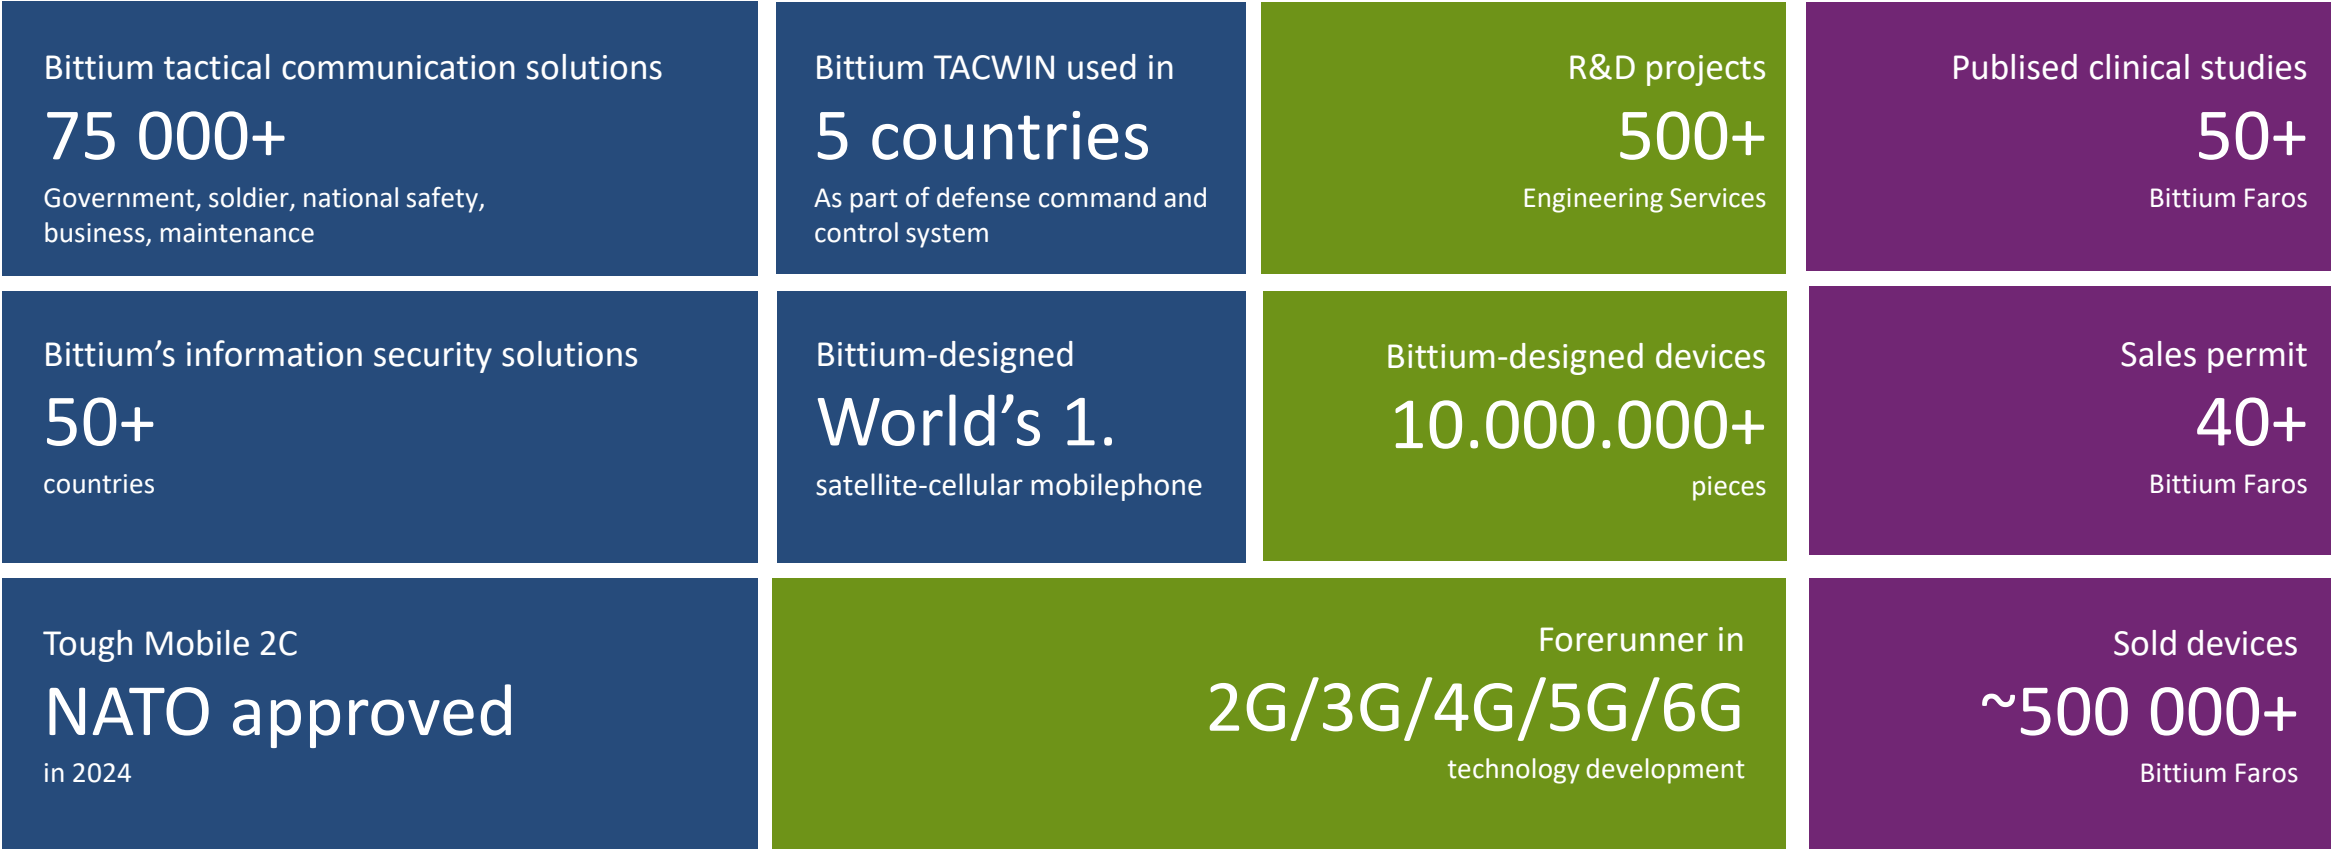 Bittium tactical communication solutions
75 000+
Government, soldier, national safety,
business, maintenance
Bittium TACWIN used in
5 countries
As part of defense command and
control system
R&D projects
500+
Engineering Services
Publised clinical studies
50+
Bittium Faros
Bittium’s information security solutions
50+
countries
Bittium-designed
World’s 1.
satellite-cellular mobilephone
Bittium-designed devices
10.000.000+
pieces
Sales permit
40+
Bittium Faros
Tough Mobile 2C
NATO approved
in 2024
Forerunner in
2G/3G/4G/5G/6G
technology development
Sold devices
~500 000+
Bittium Faros